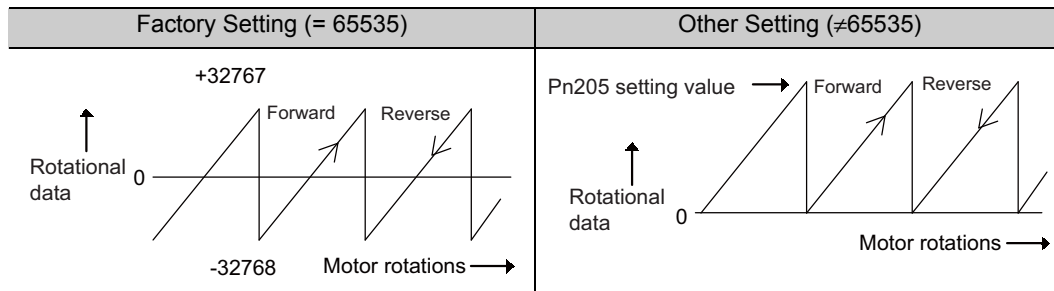 Factory Setting (= 65535)
Other Setting (≠65535)
+32767
Forward
Reverse
Rotational
data
0
-32768
Motor rotations
Pn205 setting value
Forward
Reverse
Rotational
data
0
Motor rotations